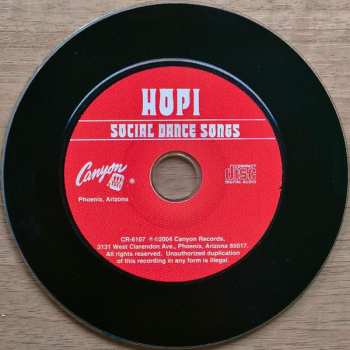 HOPI
SOCIAL DANCE SONGS
Canyon
COMPACT
disc
DIGITAL AUDIO
Phoenix, Arizona
CR-6107 ℗©2004 Canyon Records,
3131 West Clarendon Ave., Phoenix, Arizona 85017.
All rights reserved. Unauthorized duplication
of this recording in any form is illegal.